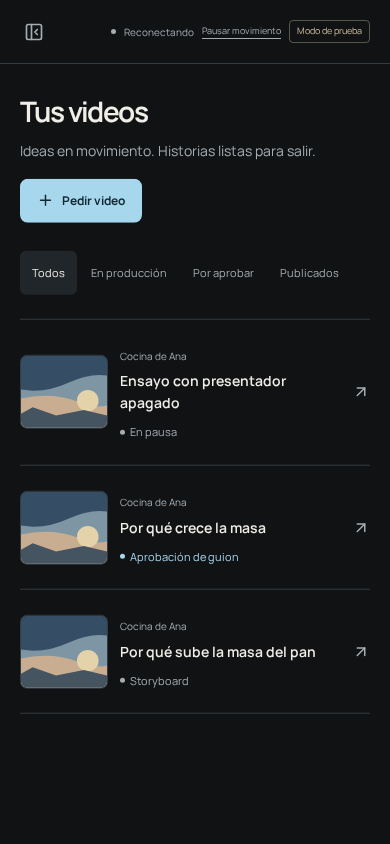 Reconectando Pausar movimiento Modo de prueba
Tus videos
Ideas en movimiento. Historias listas para salir.
Pedir video
Todos En producción Por aprobar Publicados
Cocina de Ana
Ensayo con presentador
apagado
En pausa
Cocina de Ana
Por qué crece la masa
Aprobación de guion
Cocina de Ana
Por qué sube la masa del pan
Storyboard